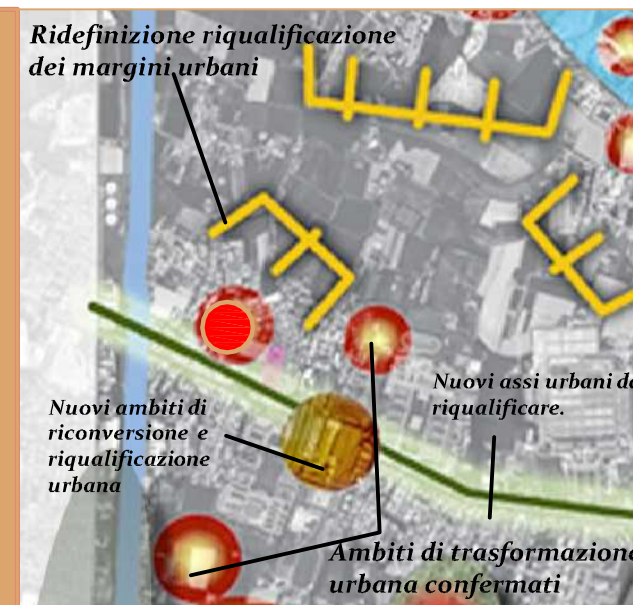 Ridefinizione riqualificazione
dei margini urbani
Nuovi assi urbani da
riqualificare.
Nuovi ambiti di
riconversione e
riqualificazione
urbana
Ambiti di trasformazione
urbana confermati